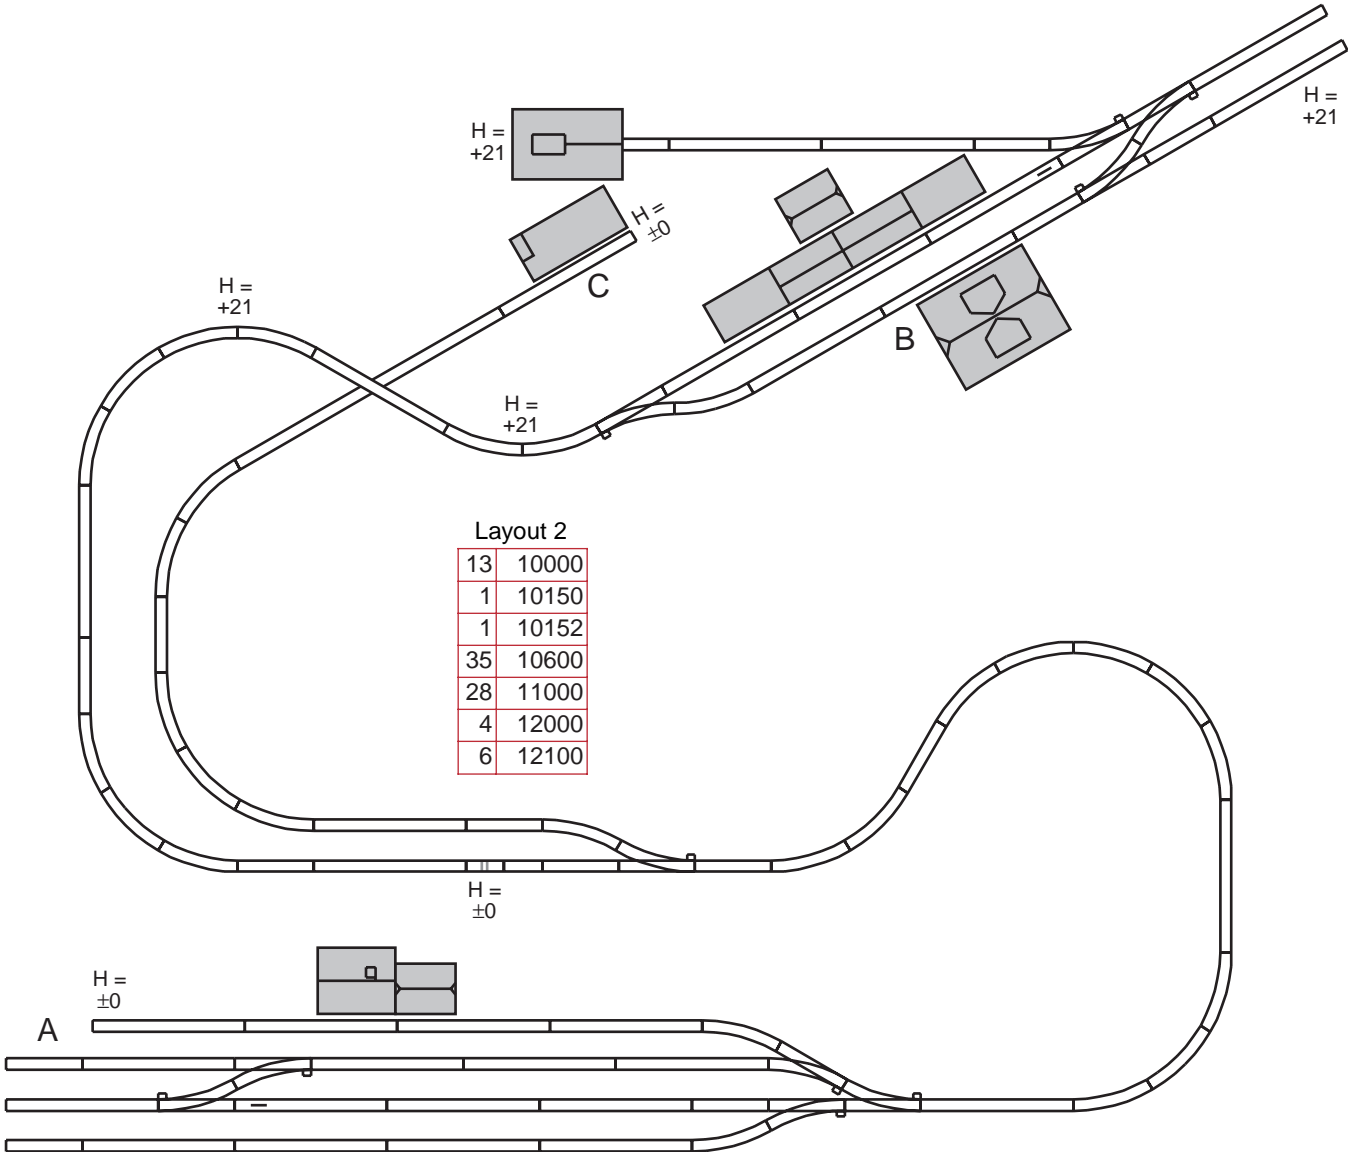 H =
+21
H =
+21
H =
±0
C
H =
+21
B
H =
+21
Layout 2
13 10000
1 10150
1 10152
35 10600
28 11000
4 12000
6 12100
H =
±0
H =
±0
A